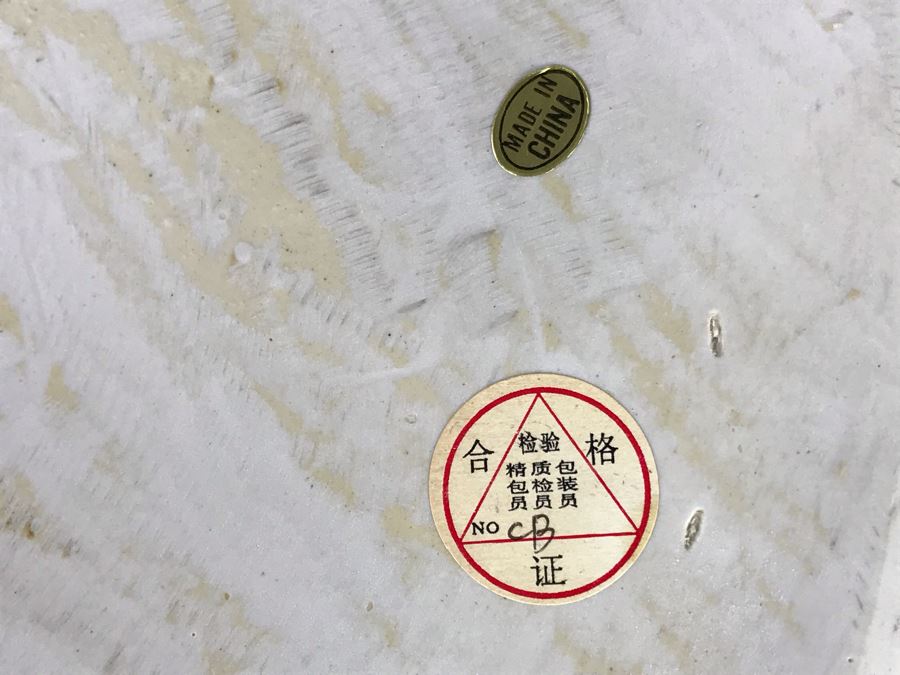 MADE IN
CHINA
合 格
检验
精 质 包
包 检 装
员 员 员
NO CB
证